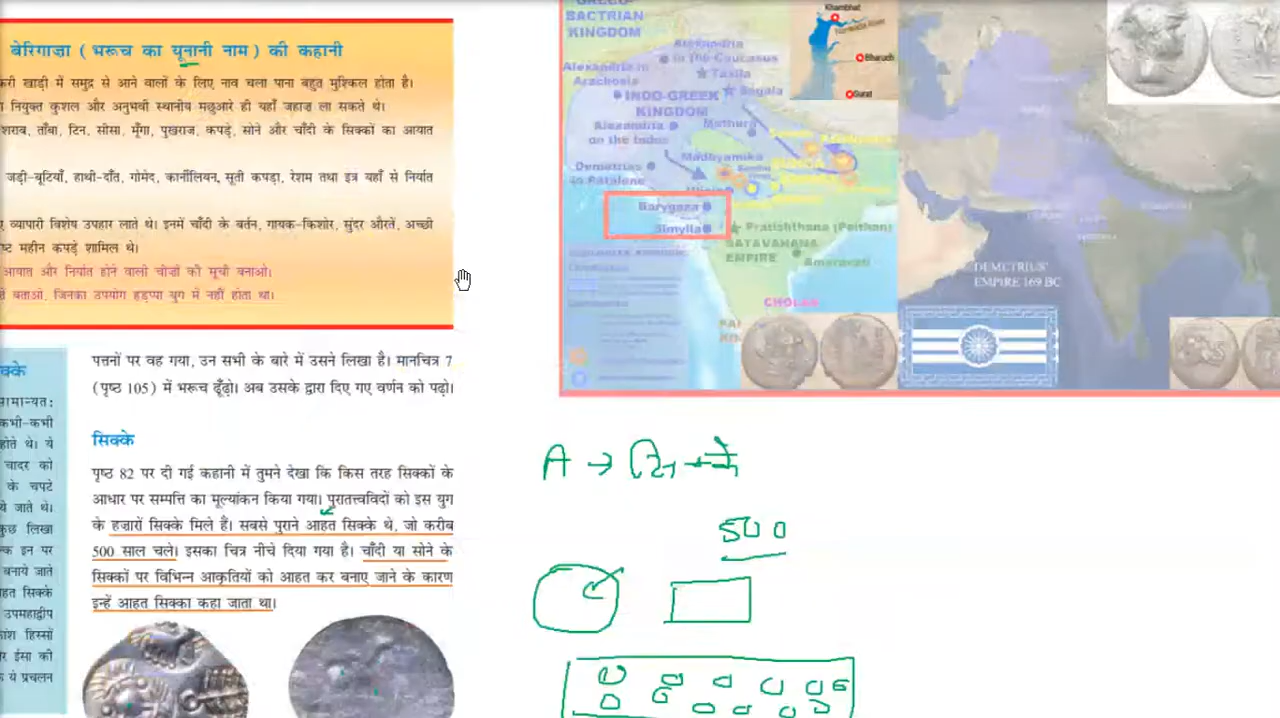 बेरिगाज़ा ( भरूच का यूनानी नाम ) की कहानी
करी खाड़ी में समुद्र से आने वालों के लिए नाव चला पाना बहुत मुश्किल होता है।
नियुक्त कुशल और अनुभवी स्थानीय मछुआरे ही यहाँ जहाज़ ला सकते थे।
शराब, ताँबा, टिन, सीसा, मूँगा, पुखराज, कपड़े, सोने और चाँदी के सिक्कों का आयात
जड़ी-बूटियाँ, हाथी-दाँत, गोमेद, कार्नीलियन, सूती कपड़ा, रेशम तथा इत्र यहाँ से निर्यात
व्यापारी विशेष उपहार लाते थे। इनमें चाँदी के बर्तन, गायक-किशोर, सुंदर औरतें, अच्छी
ष्ट महीन कपड़े शामिल थे।
आयात और निर्यात होने वाली चीज़ों की सूची बनाओ।
बताओ, जिनका उपयोग हड़प्पा युग में नहीं होता था।
पत्तनों पर वह गया, उन सभी के बारे में उसने लिखा है। मानचित्र 7
(पृष्ठ 105) में भरूच ढूँढ़ो। अब उसके द्वारा दिए गए वर्णन को पढ़ो।
सिक्के
पृष्ठ 82 पर दी गई कहानी में तुमने देखा कि किस तरह सिक्कों के
आधार पर सम्पत्ति का मूल्यांकन किया गया। पुरातत्त्वविदों को इस युग
के हज़ारों सिक्के मिले हैं। सबसे पुराने आहत सिक्के थे, जो करीब
500 साल चले। इसका चित्र नीचे दिया गया है। चाँदी या सोने के
सिक्कों पर विभिन्न आकृतियों को आहत कर बनाए जाने के कारण
इन्हें आहत सिक्का कहा जाता था।
क्के
सामान्यत:
कभी-कभी
होते थे। ये
चादर को
के चपटे
ये जाते थे।
कुछ लिखा
इन पर
बनाये जाते
हत सिक्के
उपमहाद्वीप
हिस्सों
ईसा की
ये प्रचलन
GRECO-
BACTRIAN
KINGDOM
Alexandria
in the Caucasus
Taxila
Alexandria in
Arachosia
Sagala
INDO-GREEK
KINGDOM
Alexandria
on the Indus
Mathura
Madhyamika
Demetrias
in Patalene
Barygaza
Simylla
Pratishthana (Paithan)
SATAVAHANA
EMPIRE
Amaravati
CHOLAS
Khambhat
Narmada River
Bharuch
Surat
DEMETRIUS'
EMPIRE 169 BC
A →
500